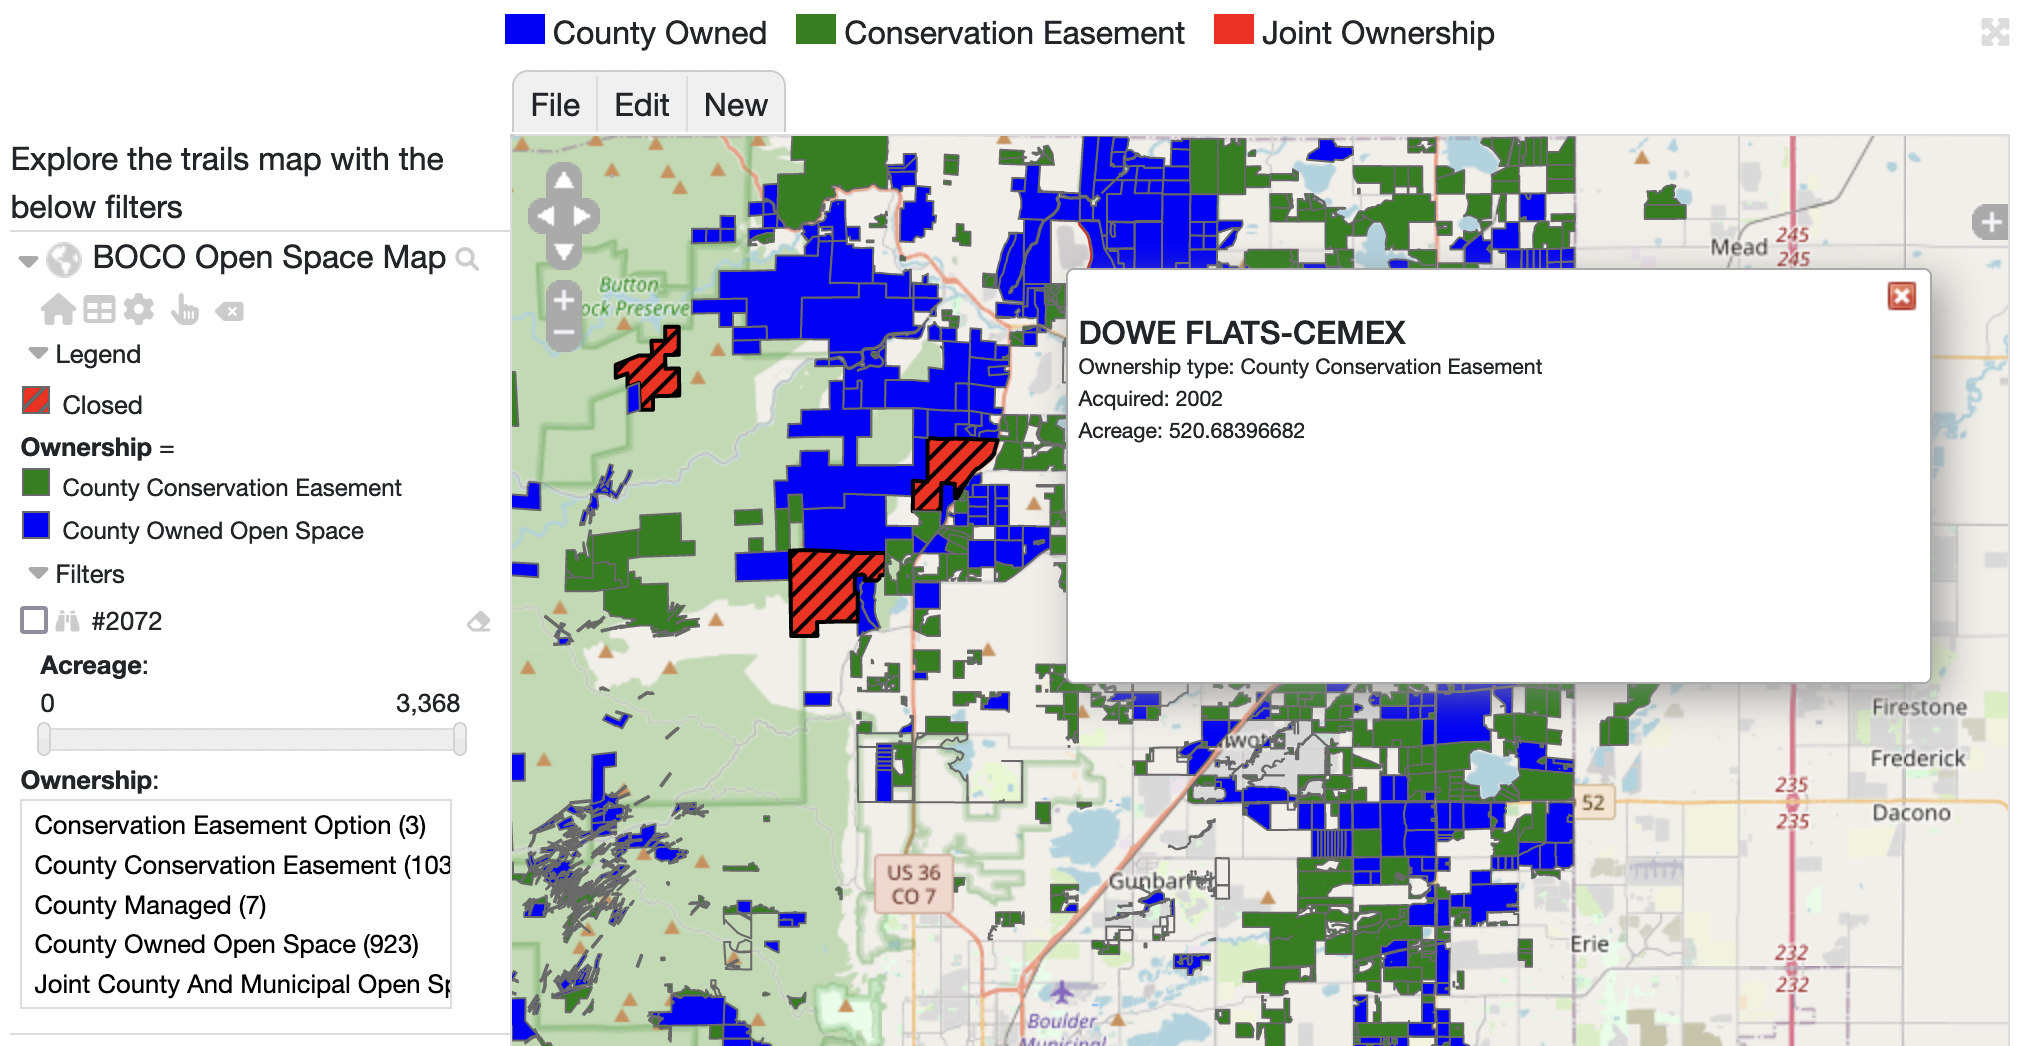 County Owned Conservation Easement Joint Ownership
File Edit New
Explore the trails map with the
below filters
BOCO Open Space Map
Legend
Closed
Ownership =
County Conservation Easement
County Owned Open Space
Filters
#2072
Acreage:
0 3,368
Ownership:
Conservation Easement Option (3)
County Conservation Easement (103
County Managed (7)
County Owned Open Space (923)
Joint County And Municipal Open Sp
Button
ock Preserve
Mead
245
245
DOWE FLATS-CEMEX
Ownership type: County Conservation Easement
Acquired: 2002
Acreage: 520.68396682
Firestone
Frederick
Dacono
235
235
52
US 36
CO 7
Gunbarrel
Erie
232
232
Boulder
Municipal